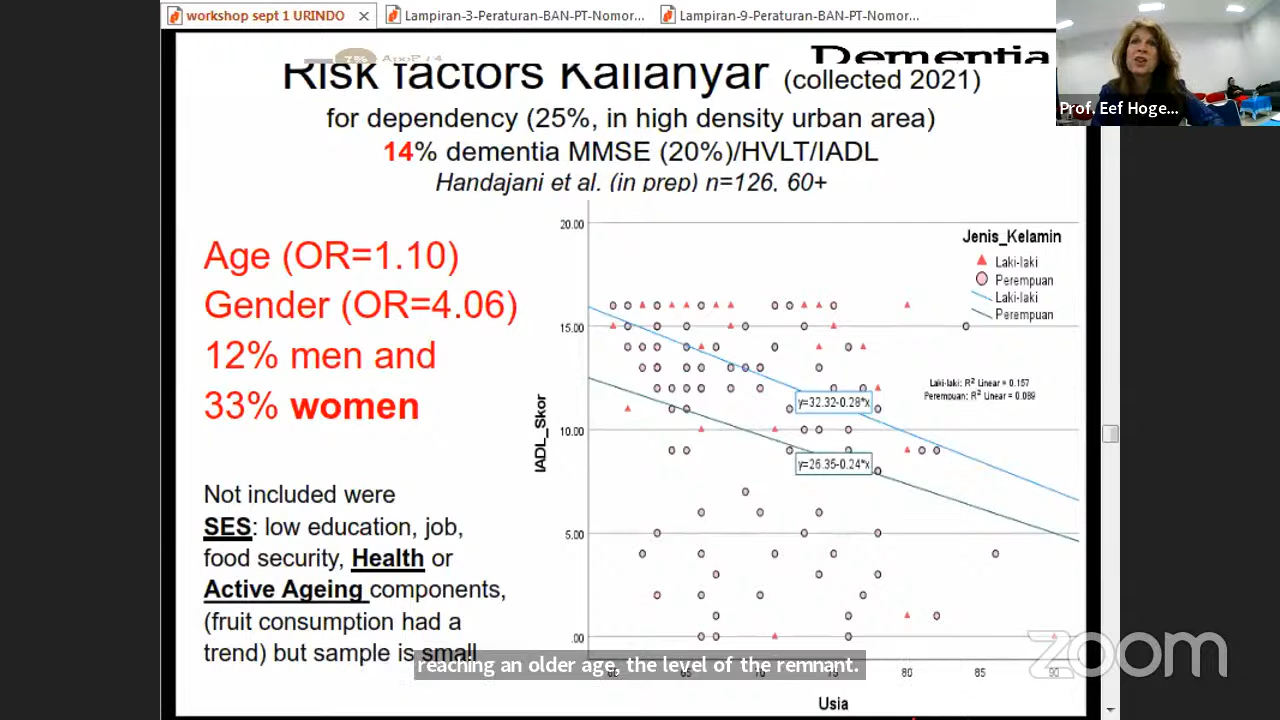 workshop sept 1 URINDO
Lampiran-3-Peraturan-BAN-PT-Nomor...
Lampiran-9-Peraturan-BAN-PT-Nomor...
Dementia
Risk factors Kalianyar (collected 2021)
for dependency (25%, in high density urban area)
14% dementia MMSE (20%)/HVLT/IADL
Handajani et al. (in prep) n=126, 60+
Prof. Eef Hoge...
Age (OR=1.10)
Gender (OR=4.06)
12% men and
33% women
Not included were
SES: low education, job,
food security, Health or
Active Ageing components,
(fruit consumption had a
trend) but sample is small
20.00
15.00
10.00
5.00
.00
IADL_Skor
Jenis_Kelamin
Laki-laki
Perempuan
Laki-laki
Perempuan
Laki-laki: R² Linear = 0.157
Perempuan: R² Linear = 0.089
y=32.32-0.28*x
y=26.35-0.24*x
60 65 70 75 80 85 90
Usia
reaching an older age, the level of the remnant.
zoom